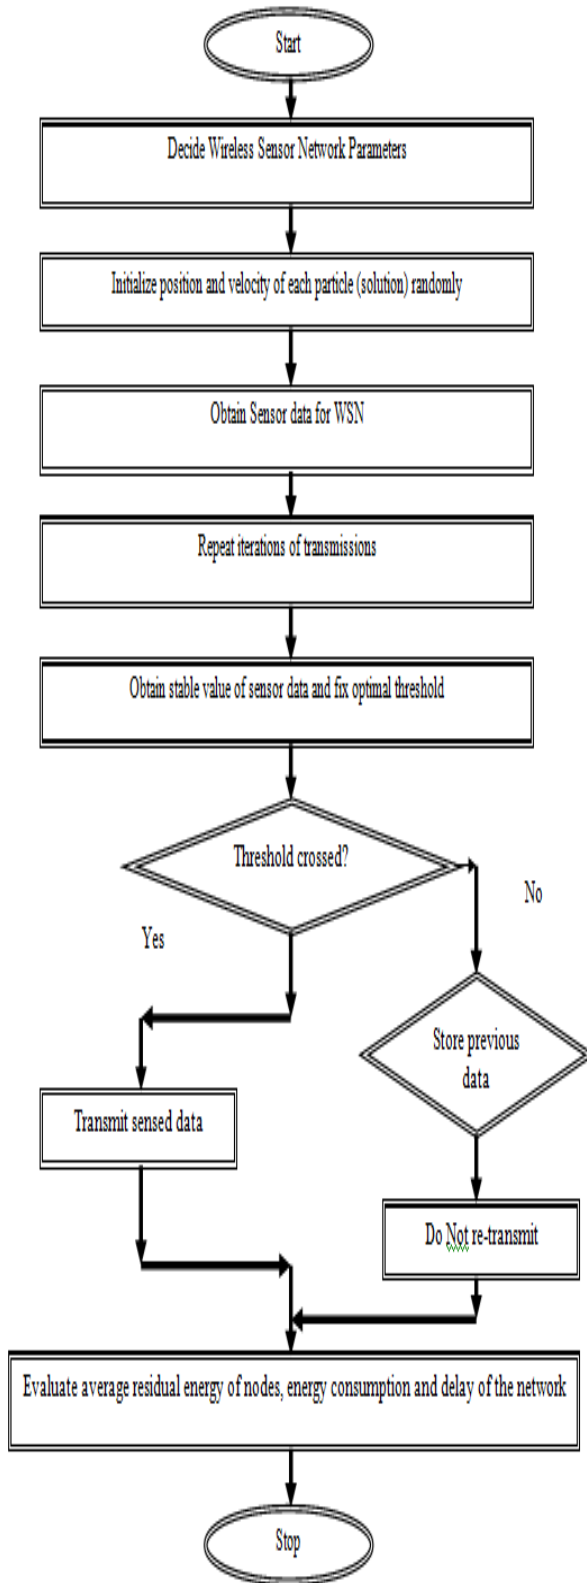 Start
Decide Wireless Sensor Network Parameters
Initialize position and velocity of each particle (solution) randomly
Obtain Sensor data for WSN
Repeat iterations of transmissions
Obtain stable value of sensor data and fix optimal threshold
Threshold crossed?
No
Yes
Store previous
data
Transmit sensed data
Do Not re-transmit
Evaluate average residual energy of nodes, energy consumption and delay of the network
Stop